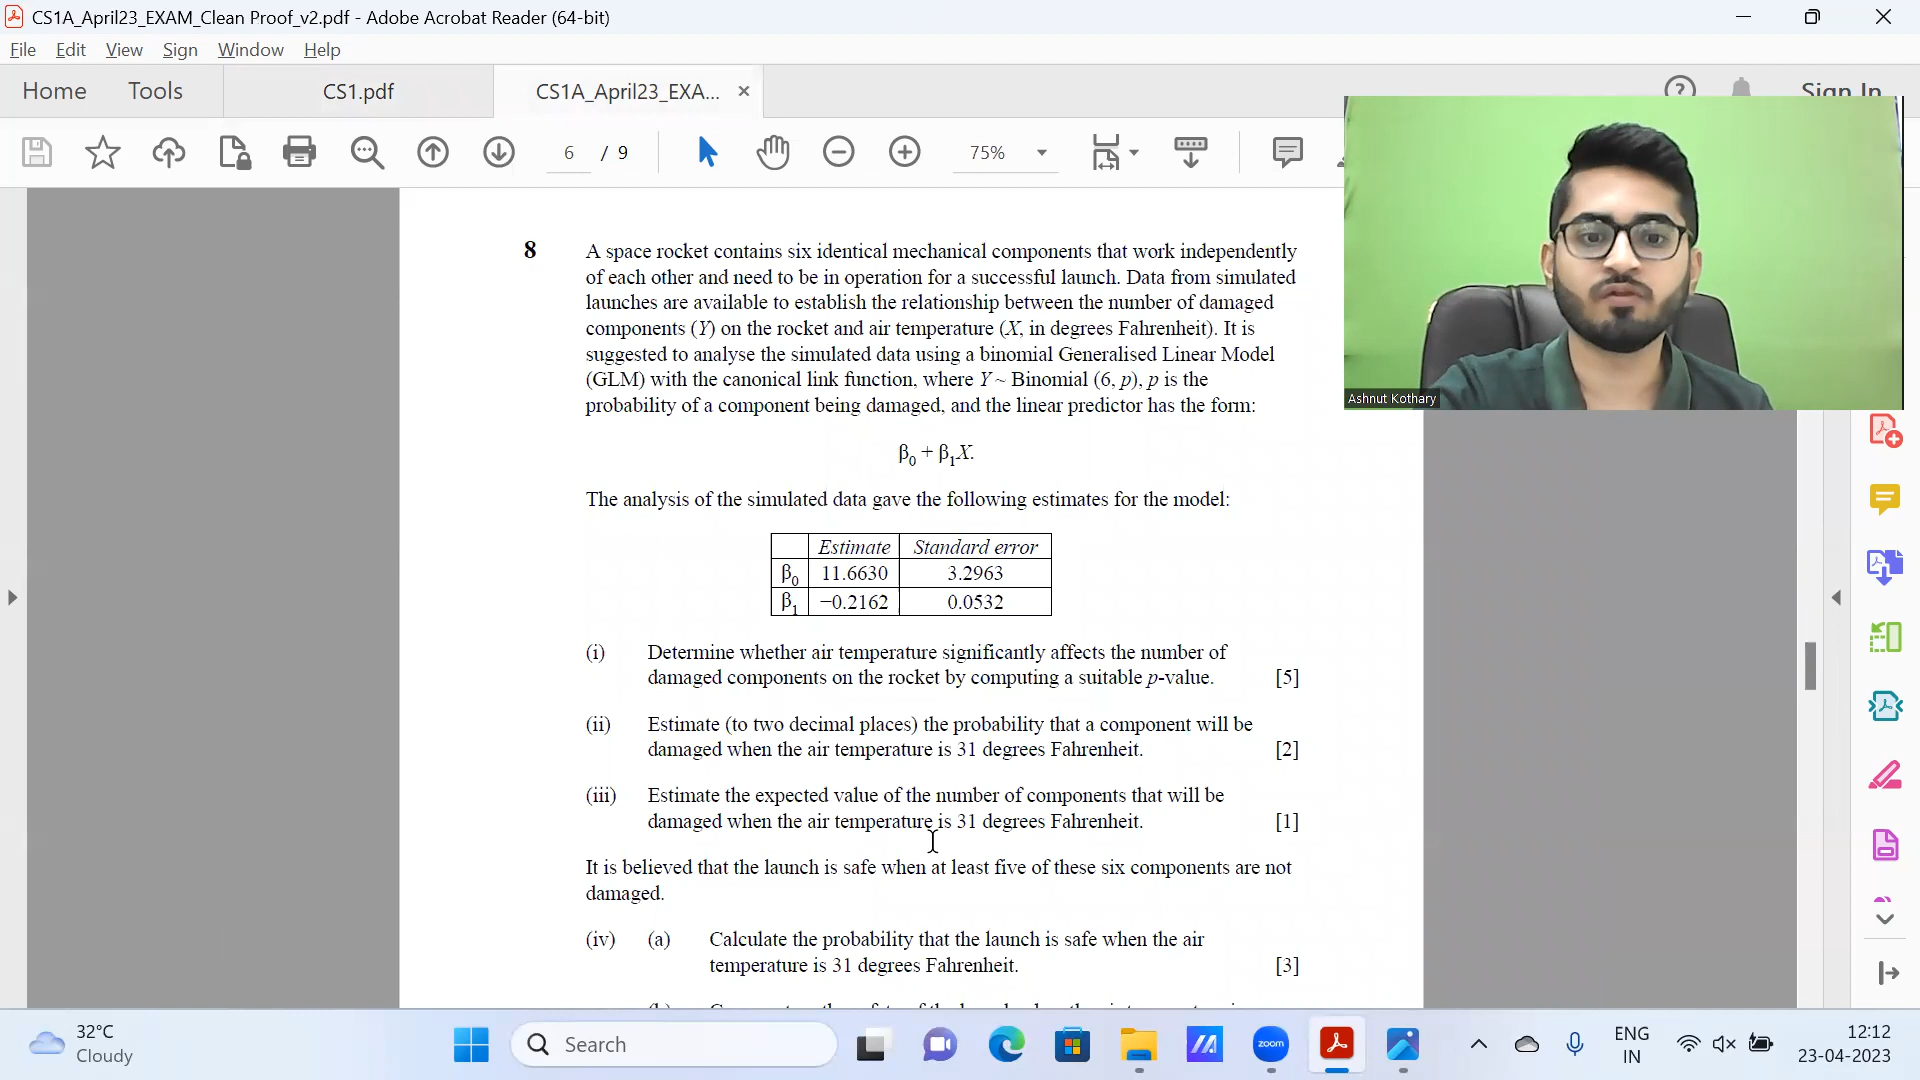 CS1A_April23_EXAM_Clean Proof_v2.pdf - Adobe Acrobat Reader (64-bit)
File Edit View Sign Window Help
Home Tools CS1.pdf CS1A_April23_EXA... × Sign In
6 / 9 75%
8 A space rocket contains six identical mechanical components that work independently
of each other and need to be in operation for a successful launch. Data from simulated
launches are available to establish the relationship between the number of damaged
components (Y) on the rocket and air temperature (X, in degrees Fahrenheit). It is
suggested to analyse the simulated data using a binomial Generalised Linear Model
(GLM) with the canonical link function, where Y ~ Binomial (6, p), p is the
probability of a component being damaged, and the linear predictor has the form:
β0 + β1X.
The analysis of the simulated data gave the following estimates for the model:
Estimate Standard error
β0 11.6630 3.2963
β1 −0.2162 0.0532
(i) Determine whether air temperature significantly affects the number of
damaged components on the rocket by computing a suitable p-value. [5]
(ii) Estimate (to two decimal places) the probability that a component will be
damaged when the air temperature is 31 degrees Fahrenheit. [2]
(iii) Estimate the expected value of the number of components that will be
damaged when the air temperature is 31 degrees Fahrenheit. [1]
It is believed that the launch is safe when at least five of these six components are not
damaged.
(iv) (a) Calculate the probability that the launch is safe when the air
temperature is 31 degrees Fahrenheit. [3]
Ashnut Kothary
32°C
Cloudy
Search
zoom
ENG
IN
12:12
23-04-2023